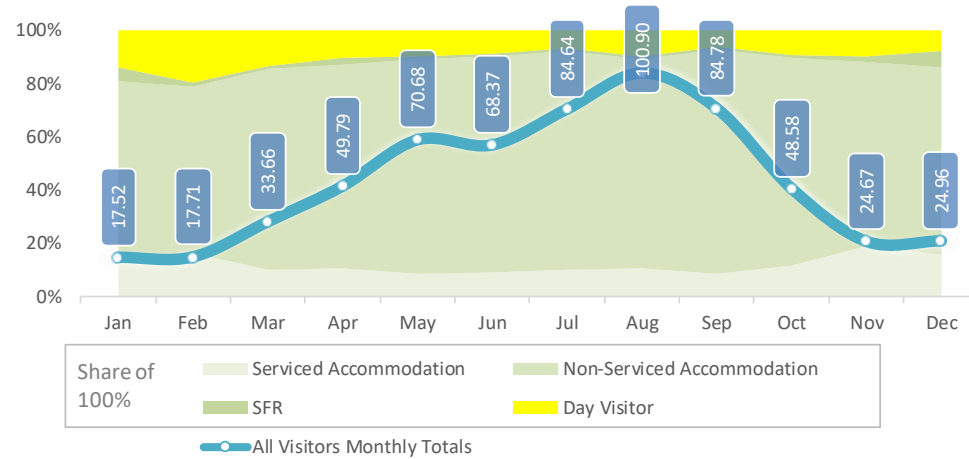 100%
80%
60%
40%
20%
0%
17.52
17.71
33.66
49.79
70.68
68.37
84.64
100.90
84.78
48.58
24.67
24.96
Jan Feb Mar Apr May Jun Jul Aug Sep Oct Nov Dec
Share of
100%
Serviced Accommodation
Non-Serviced Accommodation
SFR
Day Visitor
All Visitors Monthly Totals